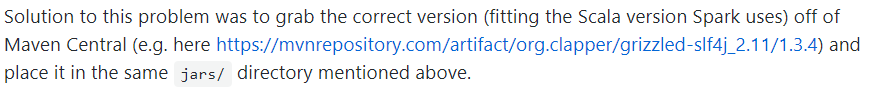 Solution to this problem was to grab the correct version (fitting the Scala version Spark uses) off of
Maven Central (e.g. here https://mvnrepository.com/artifact/org.clapper/grizzled-slf4j_2.11/1.3.4) and
place it in the same jars/ directory mentioned above.